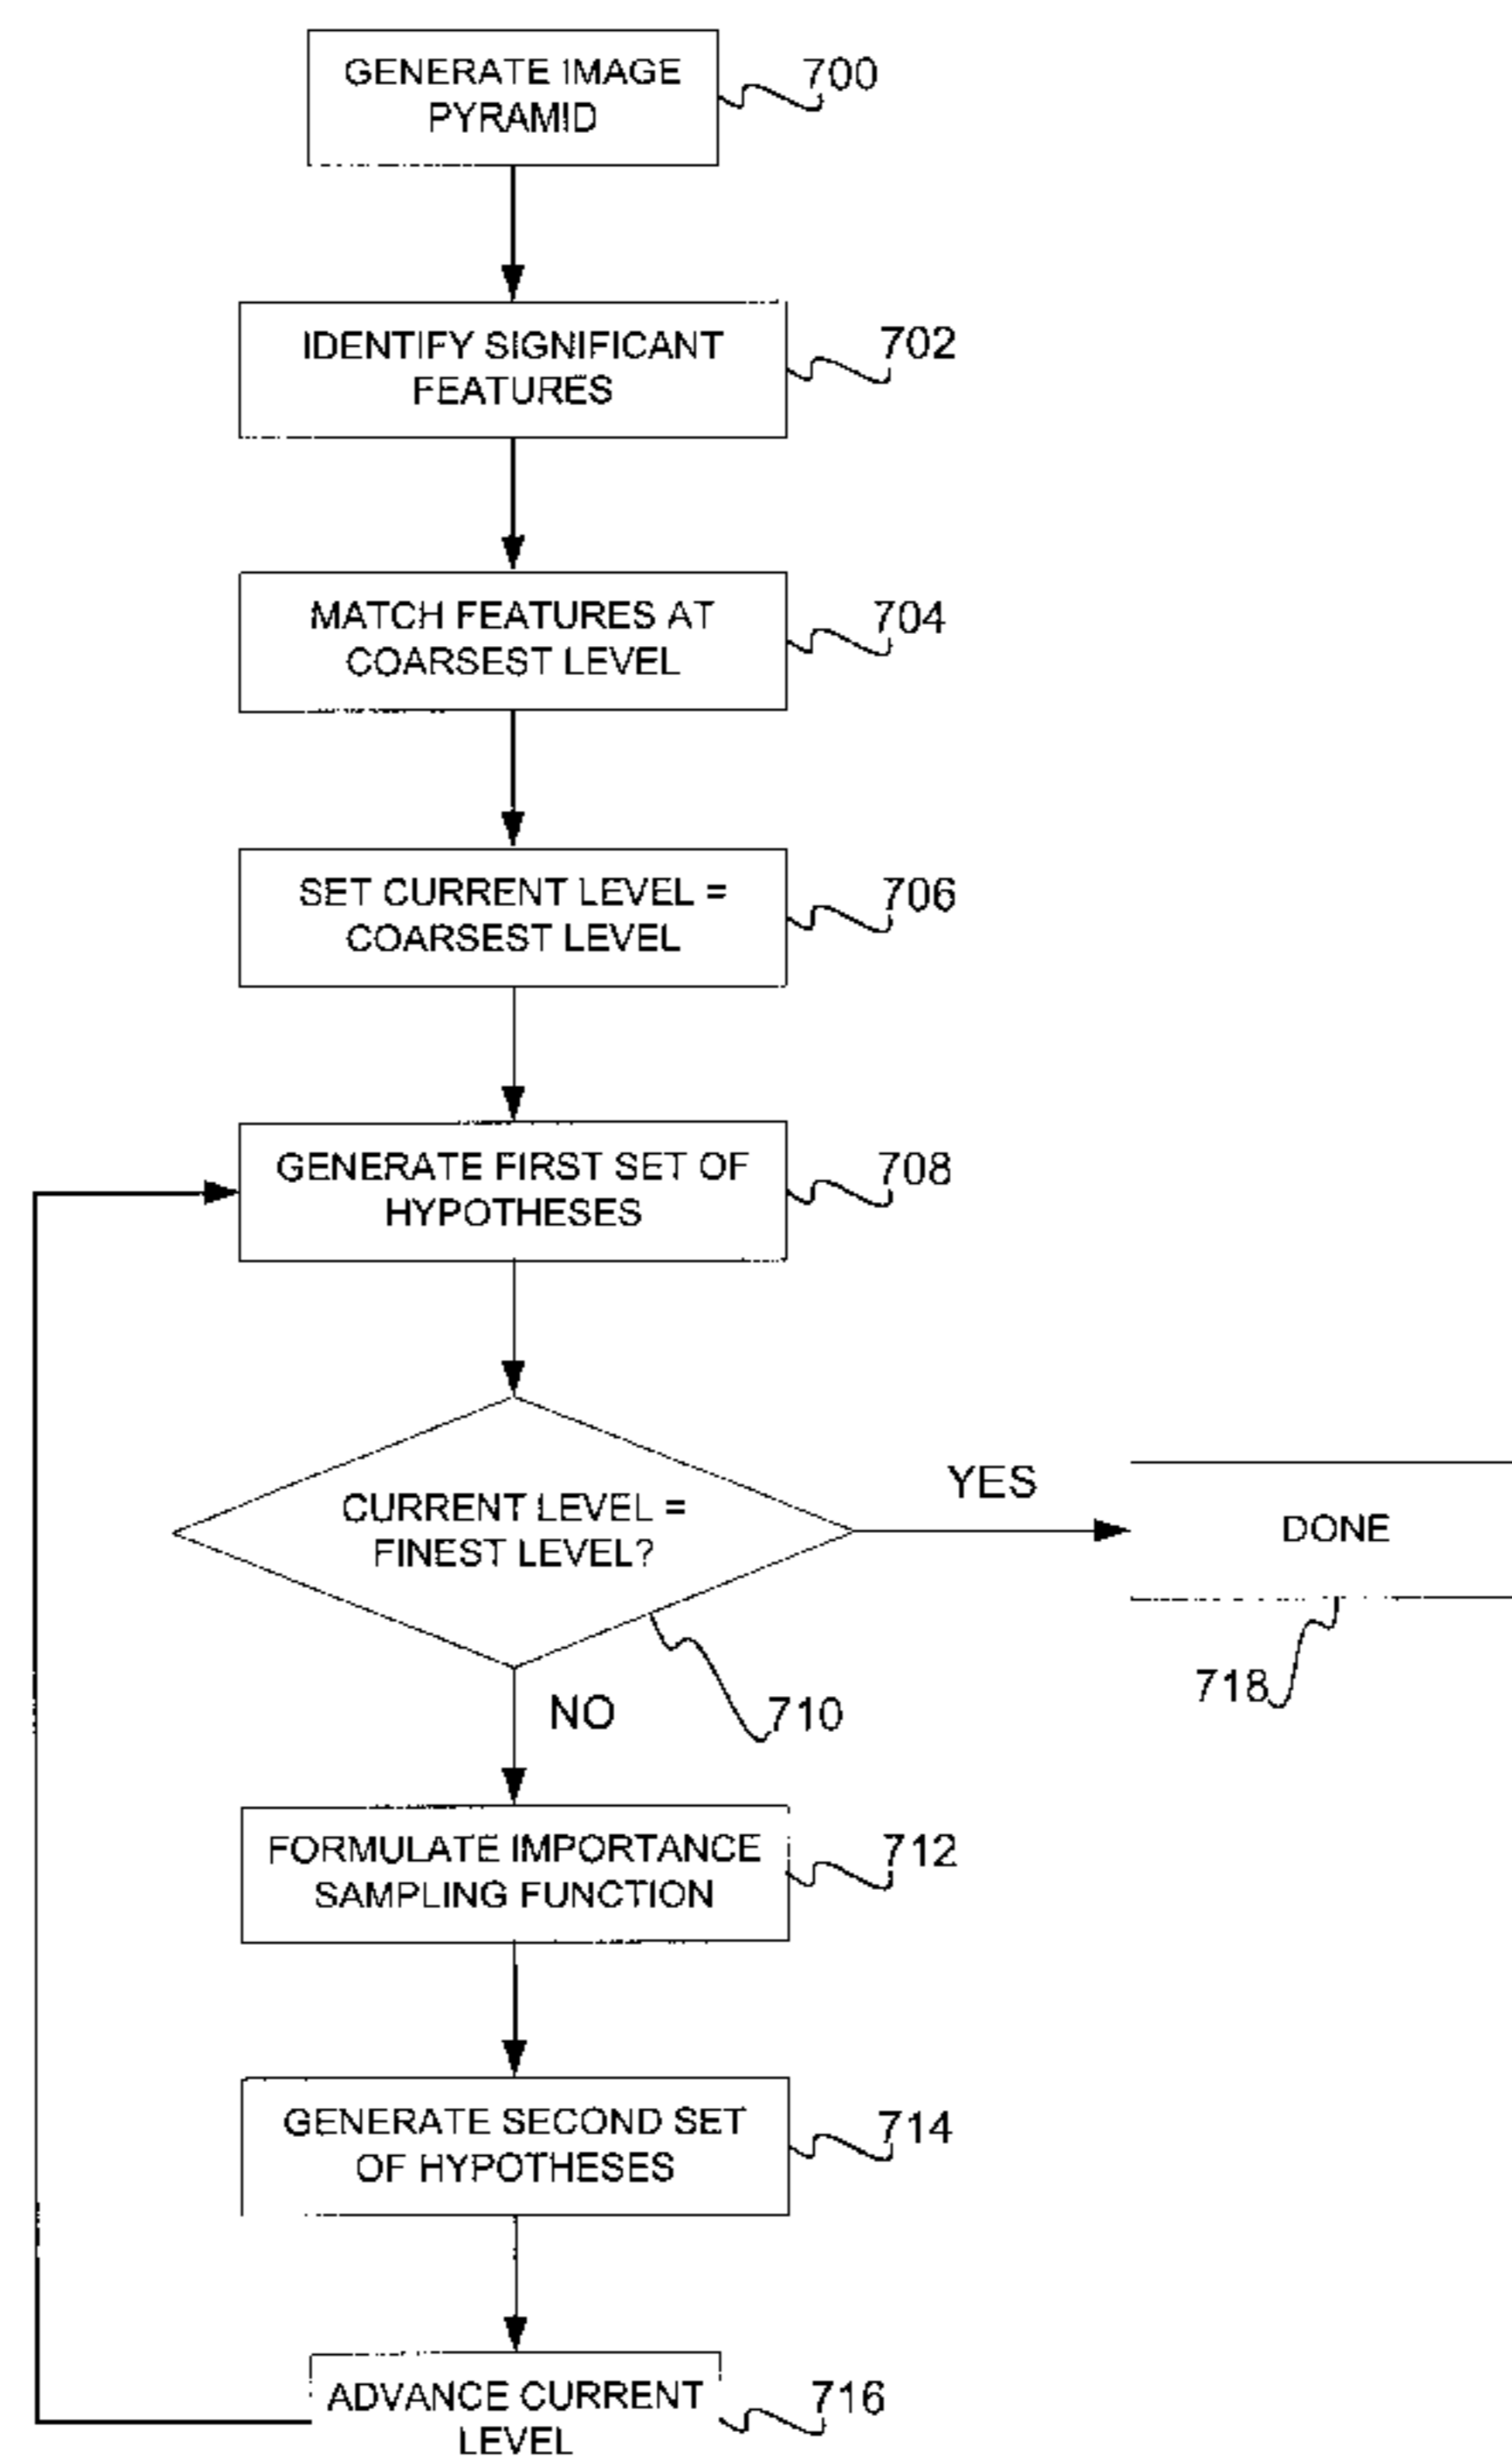 GENERATE IMAGE
PYRAMID
700
IDENTIFY SIGNIFICANT
FEATURES
702
MATCH FEATURES AT
COARSEST LEVEL
704
SET CURRENT LEVEL =
COARSEST LEVEL
706
GENERATE FIRST SET OF
HYPOTHESES
708
CURRENT LEVEL =
FINEST LEVEL?
710
YES
DONE
718
NO
FORMULATE IMPORTANCE
SAMPLING FUNCTION
712
GENERATE SECOND SET
OF HYPOTHESES
714
ADVANCE CURRENT
LEVEL
716